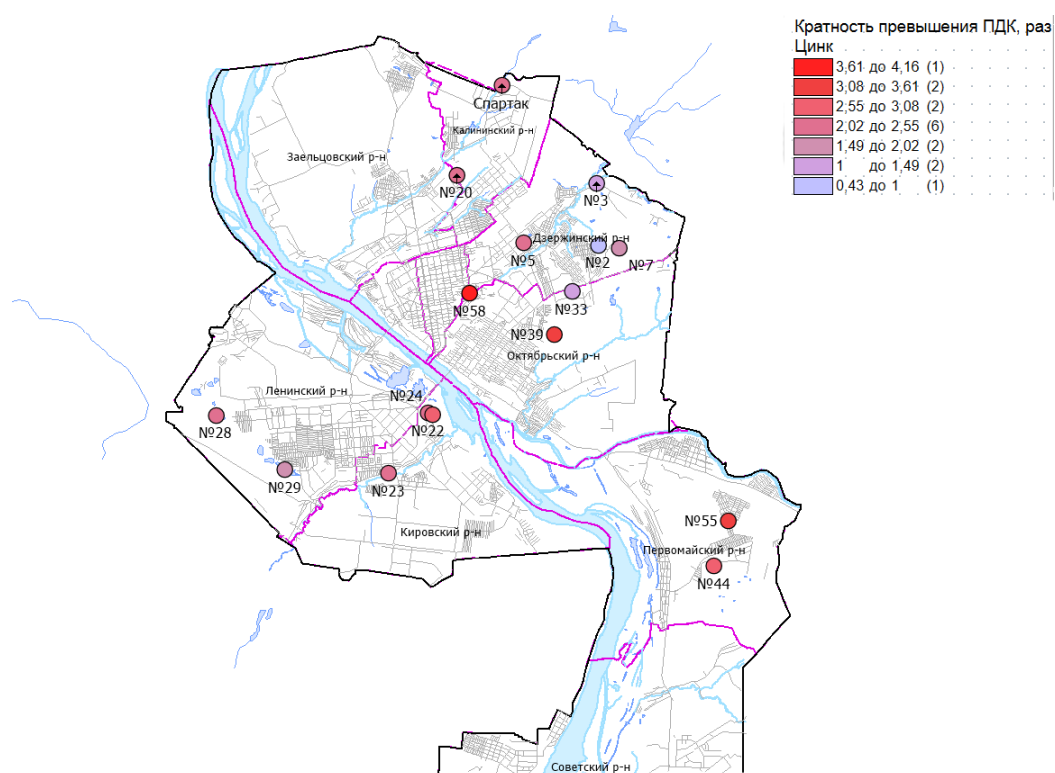 Кратность превышения ПДК, раз
Цинк
3,61 до 4,16 (1)
3,08 до 3,61 (2)
2,55 до 3,08 (2)
2,02 до 2,55 (6)
1,49 до 2,02 (2)
1 до 1,49 (2)
0,43 до 1 (1)
Спартак
Калининский р-н
Заельцовский р-н
№20
№3
Дзержинский р-н
№5
№2
№7
№58
№33
№39
Октябрьский р-н
Ленинский р-н
№24
№22
№28
№29
№23
Кировский р-н
№55
Первомайский р-н
№44
Советский р-н